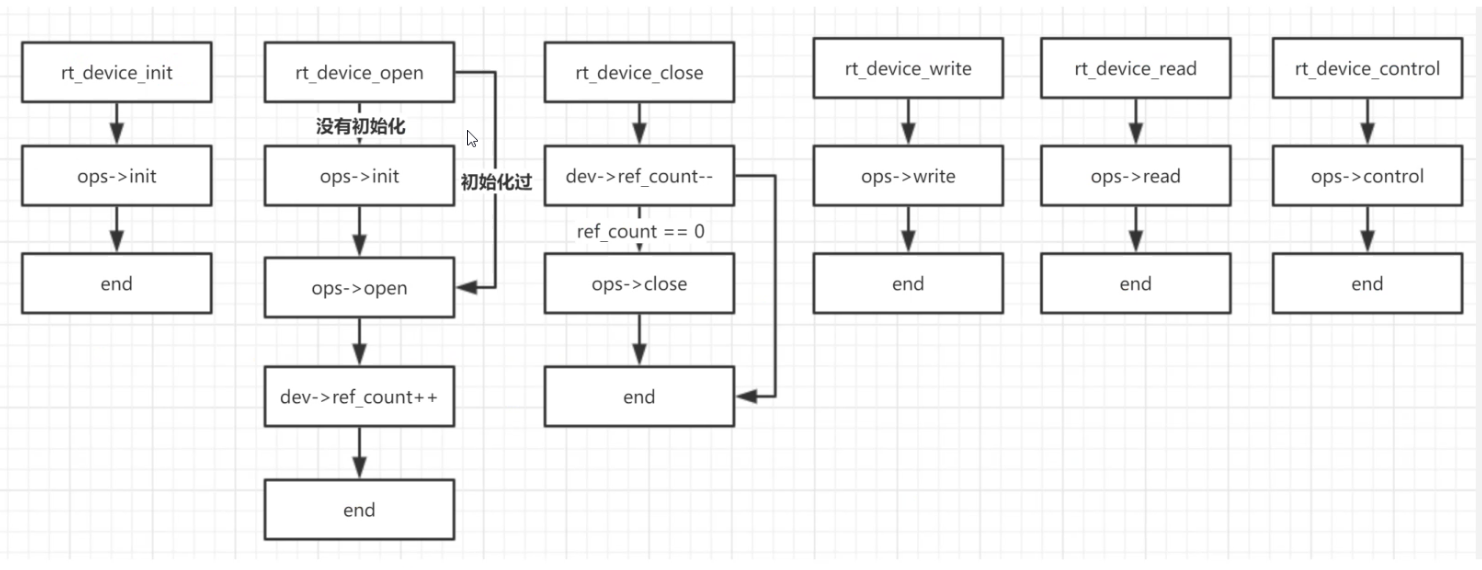 rt_device_init
ops->init
end
rt_device_open
没有初始化
初始化过
ops->init
ops->open
dev->ref_count++
end
rt_device_close
dev->ref_count--
ref_count == 0
ops->close
end
rt_device_write
ops->write
end
rt_device_read
ops->read
end
rt_device_control
ops->control
end